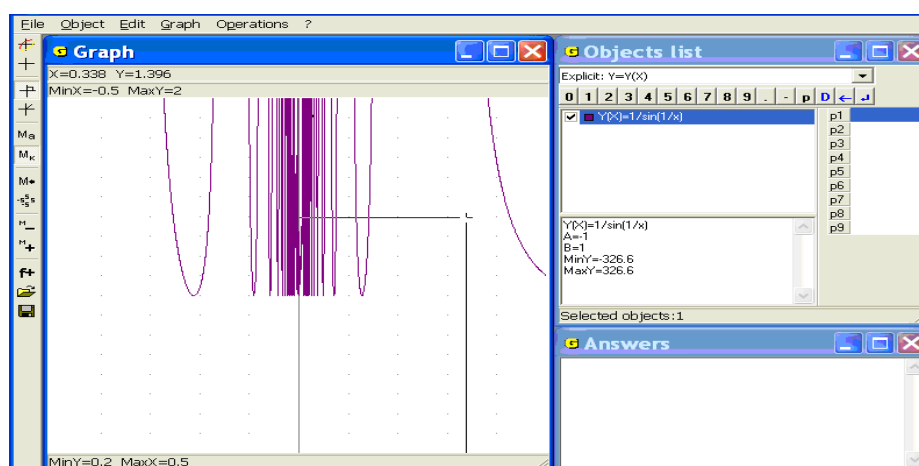 File Object Edit Graph Operations ?
Graph
X=0.338 Y=1.396
MinX=-0.5 MaxY=2
Ma
Mк
M
-s s
M
M
f+
MinY=0.2 MaxX=0.5
Objects list
Explicit: Y=Y(X)
0 1 2 3 4 5 6 7 8 9 . - p D ←
Y(X)=1/sin(1/x)
p1
p2
p3
p4
p5
p6
p7
p8
p9
Y(X)=1/sin(1/x)
A=-1
B=1
MinY=-326.6
MaxY=326.6
Selected objects:1
Answers